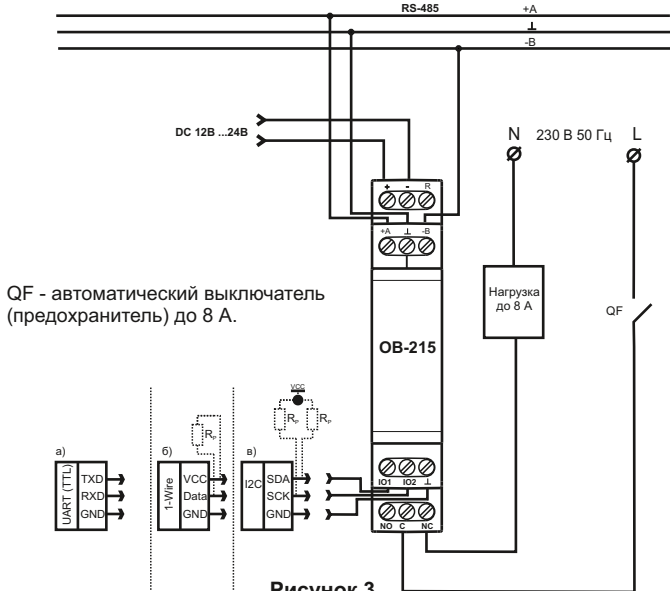 RS-485 +A
⊥
-B
DC 12В ...24В
N 230 В 50 Гц L
+ - R
+A ⊥ -B
QF - автоматический выключатель
(предохранитель) до 8 А.
Нагрузка
до 8 А
QF
ОВ-215
VCC
Rₚ Rₚ Rₚ
а) б) в)
UART (TTL) TXD
RXD
GND
1-Wire VCC
Data
GND
I2C SDA
SCK
GND
IO1 IO2 ⊥
NO C NC
Рисунок 3